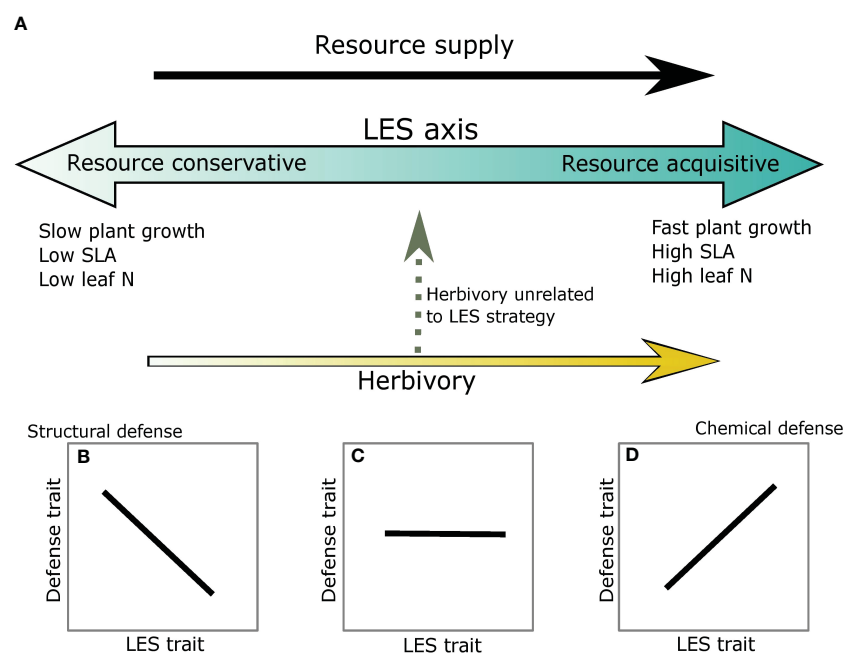 A
Resource supply
LES axis
Resource conservative
Resource acquisitive
Slow plant growth
Low SLA
Low leaf N
Fast plant growth
High SLA
High leaf N
Herbivory unrelated
to LES strategy
Herbivory
Structural defense
B
Defense trait
LES trait
C
Defense trait
LES trait
Chemical defense
D
Defense trait
LES trait